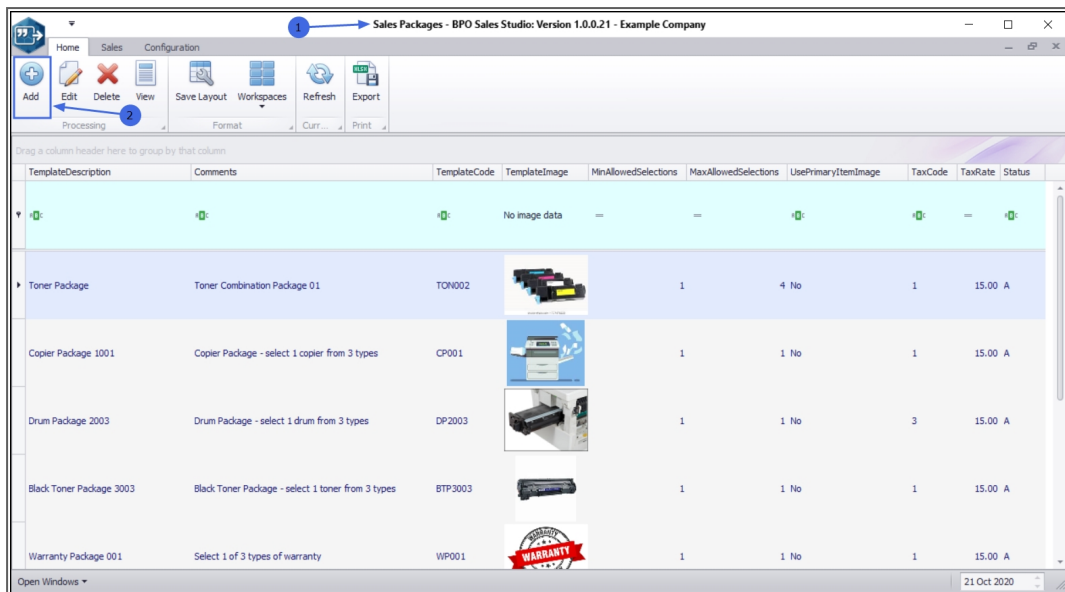 1
Sales Packages - BPO Sales Studio: Version 1.0.0.21 - Example Company
Home Sales Configuration
Add Edit Delete View Save Layout Workspaces Refresh Export
2
Processing Format Curr... Print
Drag a column header here to group by that column
TemplateDescription Comments TemplateCode TemplateImage MinAllowedSelections MaxAllowedSelections UsePrimaryItemImage TaxCode TaxRate Status
No image data = = =
Toner Package Toner Combination Package 01 TON002 1 4 No 1 15.00 A
Copier Package 1001 Copier Package - select 1 copier from 3 types CP001 1 1 No 1 15.00 A
Drum Package 2003 Drum Package - select 1 drum from 3 types DP2003 1 1 No 3 15.00 A
Black Toner Package 3003 Black Toner Package - select 1 toner from 3 types BTP3003 1 1 No 1 15.00 A
WARRANTY
Warranty Package 001 Select 1 of 3 types of warranty WP001 WARRANTY 1 1 No 1 15.00 A
Open Windows 21 Oct 2020